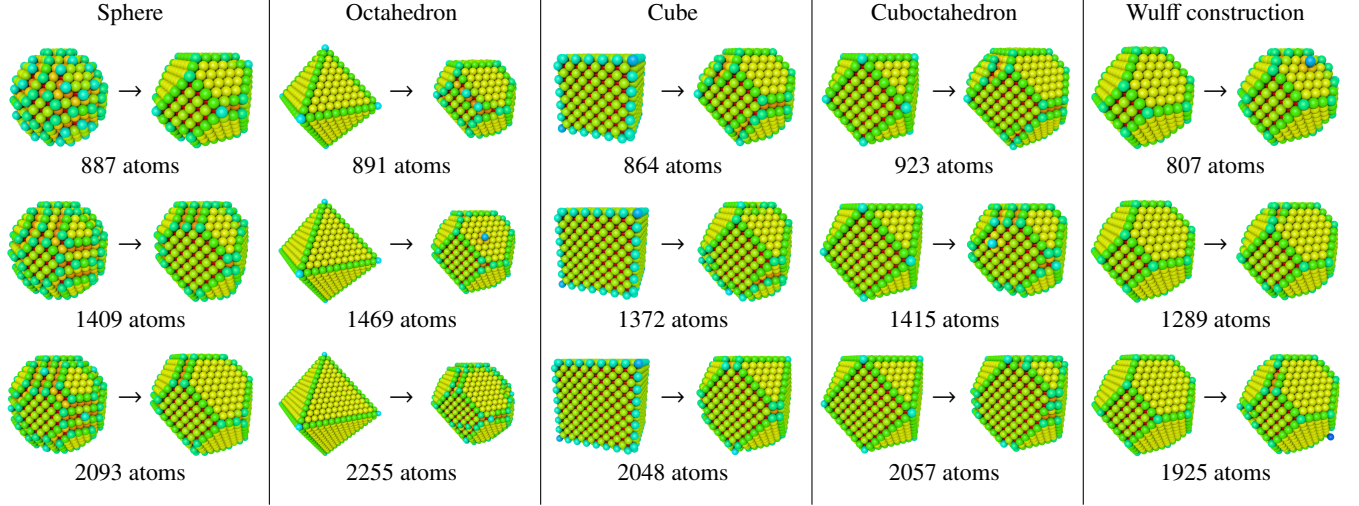 Sphere Octahedron Cube Cuboctahedron Wulff construction
→ → → → →
887 atoms 891 atoms 864 atoms 923 atoms 807 atoms
→ → → → →
1409 atoms 1469 atoms 1372 atoms 1415 atoms 1289 atoms
→ → → → →
2093 atoms 2255 atoms 2048 atoms 2057 atoms 1925 atoms